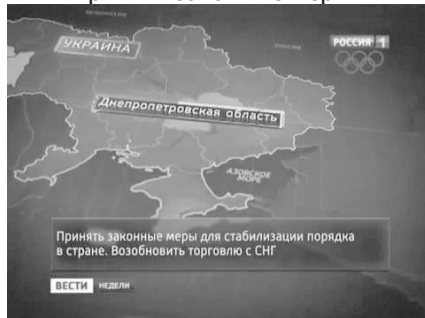 УКРАИНА
РОССИЯ 1
Днепропетровская область
АЗОВСКОЕ
МОРЕ
Принять законные меры для стабилизации порядка
в стране. Возобновить торговлю с СНГ
ВЕСТИ НЕДЕЛИ